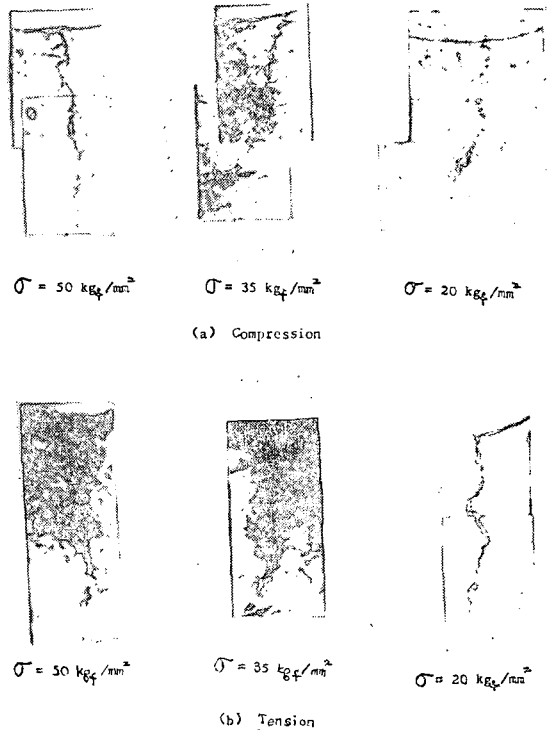 σ = 50 kgf/mm² σ = 35 kgf/mm² σ = 20 kgf/mm²
(a) Compression
σ = 50 kgf/mm² σ = 35 kgf/mm² σ = 20 kgf/mm²
(b) Tension